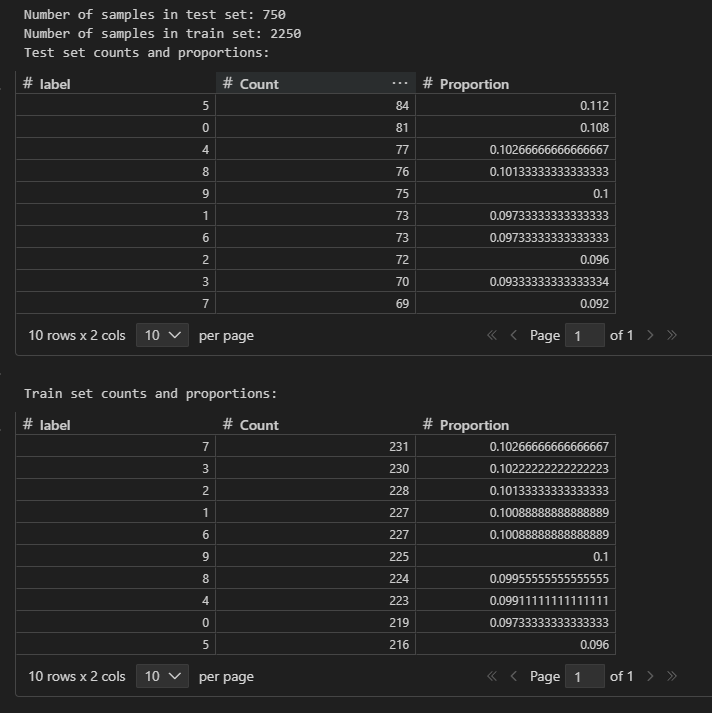 Number of samples in test set: 750
Number of samples in train set: 2250
Test set counts and proportions:
# label # Count ... # Proportion
5 84 0.112
0 81 0.108
4 77 0.10266666666666667
8 76 0.10133333333333333
9 75 0.1
1 73 0.09733333333333333
6 73 0.09733333333333333
2 72 0.096
3 70 0.09333333333333334
7 69 0.092
10 rows x 2 cols 10 per page « < Page 1 of 1 > »
Train set counts and proportions:
# label # Count # Proportion
7 231 0.10266666666666667
3 230 0.10222222222222223
2 228 0.10133333333333333
1 227 0.10088888888888889
6 227 0.10088888888888889
9 225 0.1
8 224 0.09955555555555555
4 223 0.09911111111111111
0 219 0.09733333333333333
5 216 0.096
10 rows x 2 cols 10 per page « < Page 1 of 1 > »